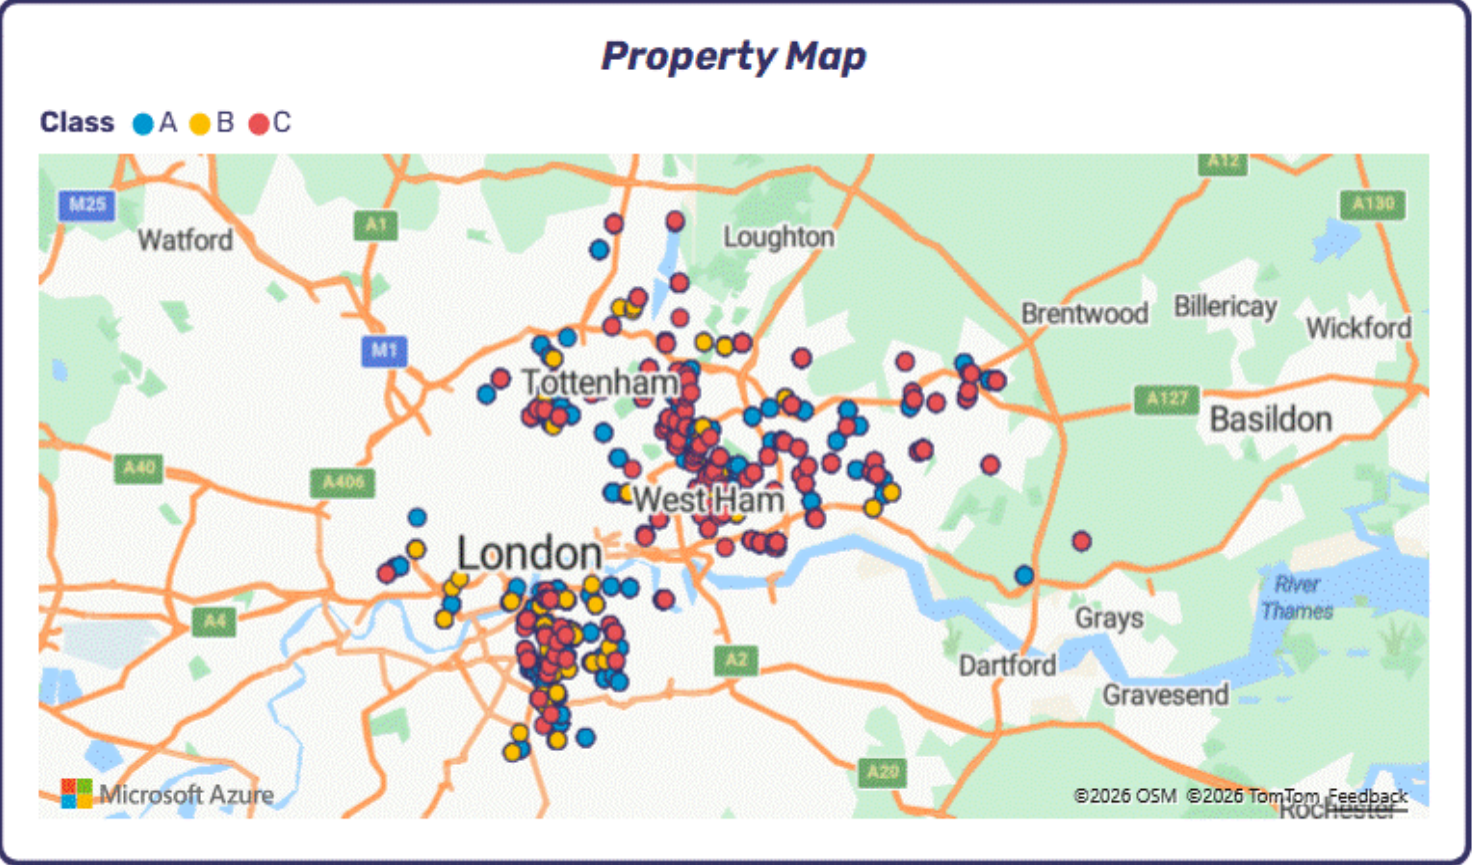 Property Map
Class A B C
A12
M25
A130
A1
Watford
Loughton
Brentwood
Billericay
Wickford
M1
Tottenham
A127
Basildon
A40
A406
West Ham
London
River
Thames
A4
Grays
A2
Dartford
Gravesend
A20
Microsoft Azure
©2026 OSM ©2026 TomTom Feedback
Rochester